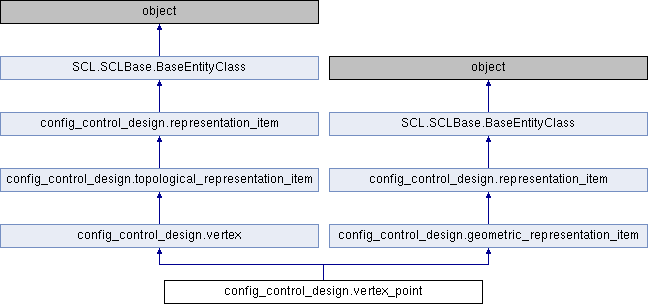 object
SCL.SCLBase.BaseEntityClass
object
config_control_design.representation_item
SCL.SCLBase.BaseEntityClass
config_control_design.topological_representation_item
config_control_design.representation_item
config_control_design.vertex
config_control_design.geometric_representation_item
config_control_design.vertex_point